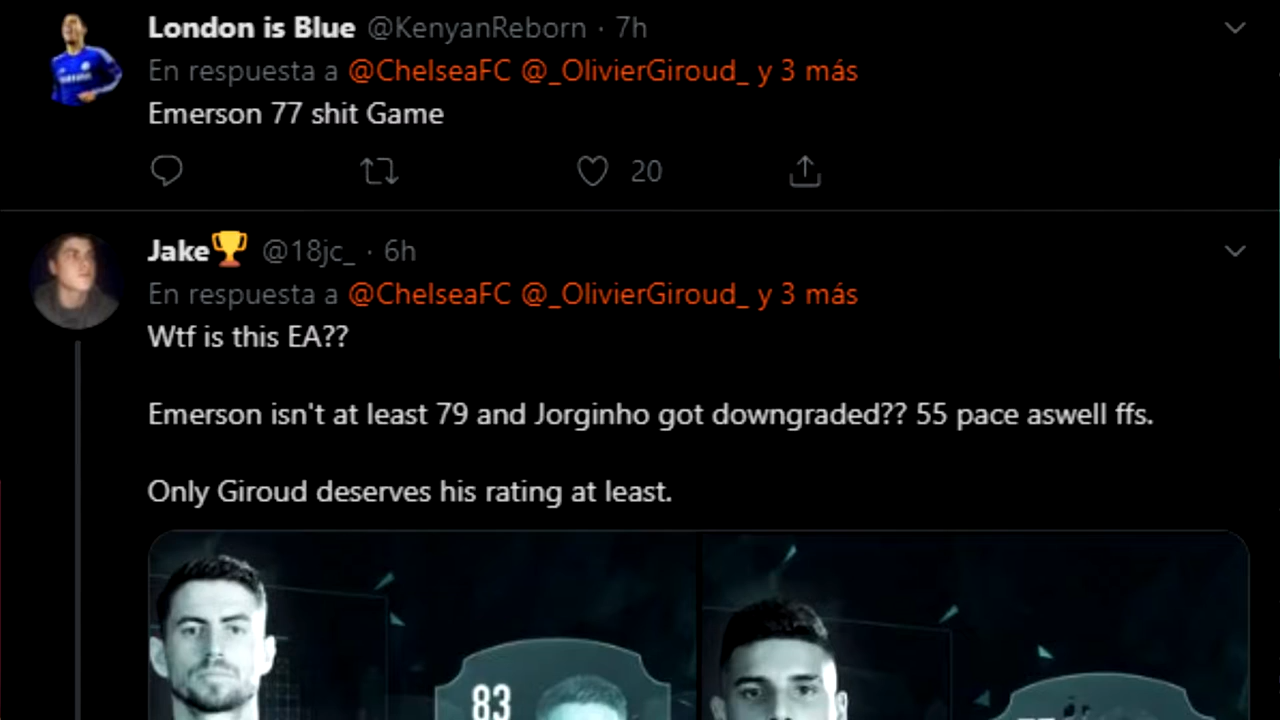 London is Blue @KenyanReborn · 7h
En respuesta a @ChelseaFC @_OlivierGiroud_ y 3 más
Emerson 77 shit Game
20
Jake🏆 @18jc_ · 6h
En respuesta a @ChelseaFC @_OlivierGiroud_ y 3 más
Wtf is this EA??
Emerson isn't at least 79 and Jorginho got downgraded?? 55 pace aswell ffs.
Only Giroud deserves his rating at least.
83